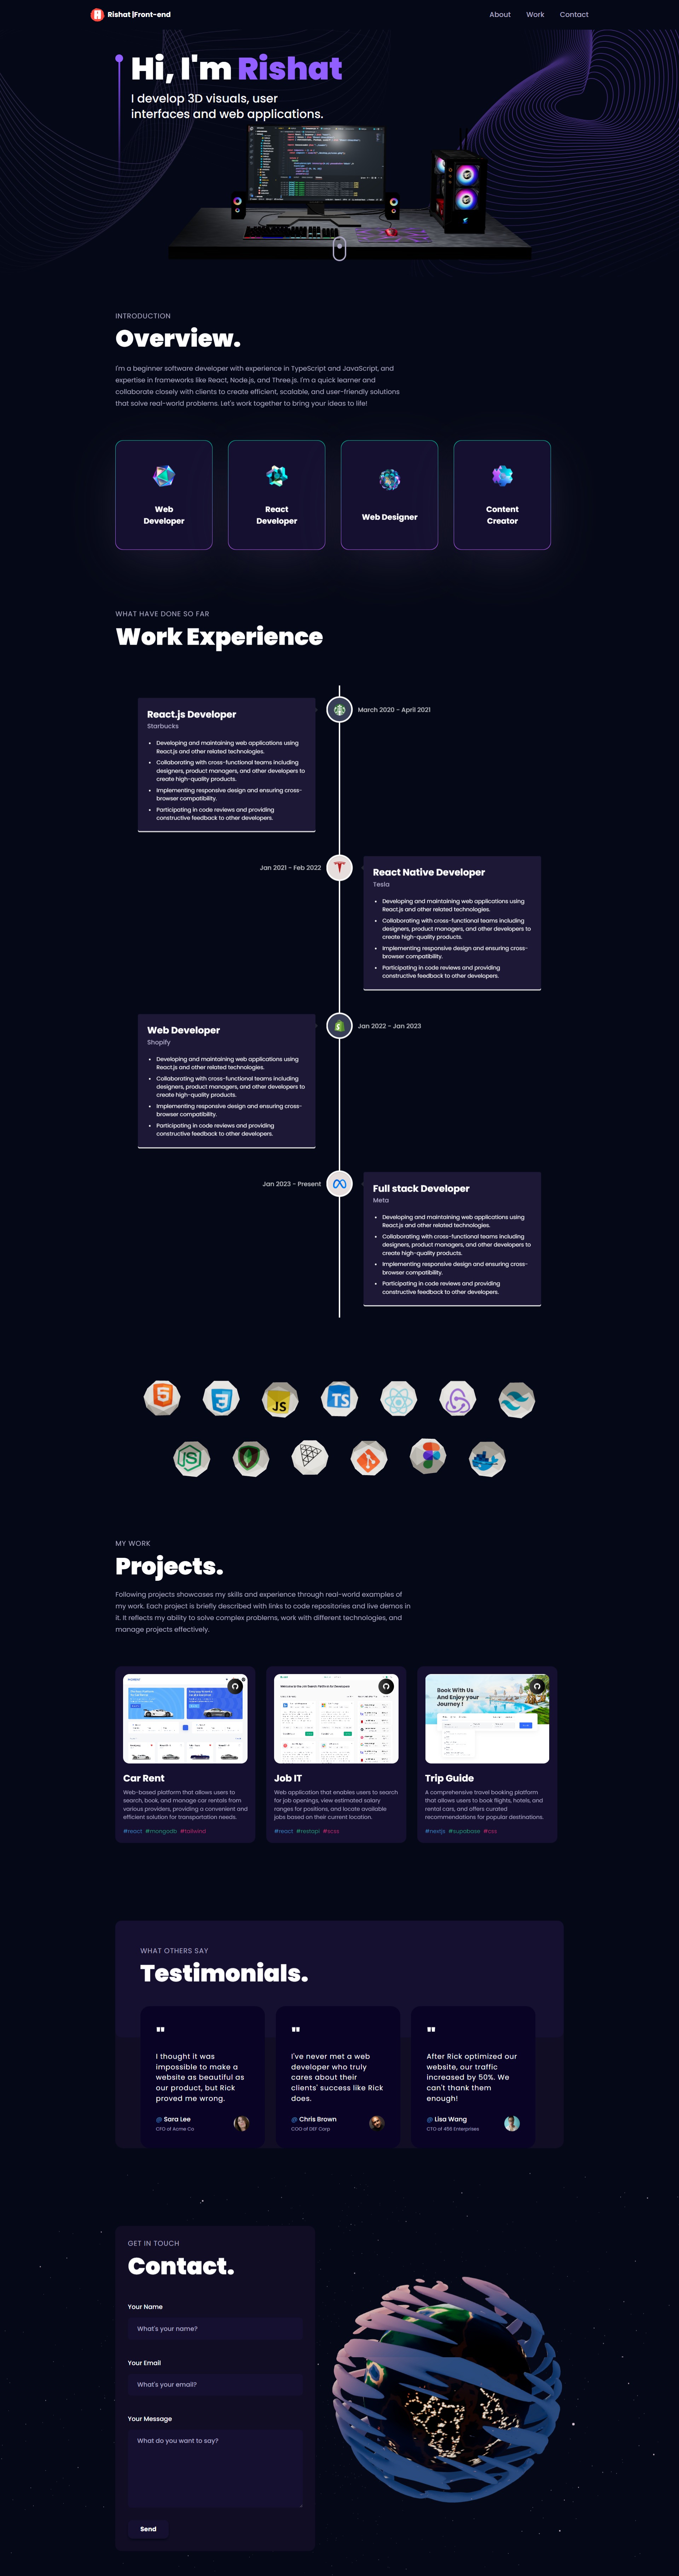 Rishat |Front-end
About
Work
Contact
Hi, I'm Rishat
I develop 3D visuals, user
interfaces and web applications.
INTRODUCTION
Overview.
I'm a beginner software developer with experience in TypeScript and JavaScript, and
expertise in frameworks like React, Node.js, and Three.js. I'm a quick learner and
collaborate closely with clients to create efficient, scalable, and user-friendly solutions
that solve real-world problems. Let's work together to bring your ideas to life!
Web
Developer
React
Developer
Web Designer
Content
Creator
WHAT HAVE DONE SO FAR
Work Experience
React.js Developer
Starbucks
• Developing and maintaining web applications using
React.js and other related technologies.
• Collaborating with cross-functional teams including
designers, product managers, and other developers to
create high-quality products.
• Implementing responsive design and ensuring cross-
browser compatibility.
• Participating in code reviews and providing
constructive feedback to other developers.
March 2020 - April 2021
Jan 2021 - Feb 2022
React Native Developer
Tesla
• Developing and maintaining web applications using
React.js and other related technologies.
• Collaborating with cross-functional teams including
designers, product managers, and other developers to
create high-quality products.
• Implementing responsive design and ensuring cross-
browser compatibility.
• Participating in code reviews and providing
constructive feedback to other developers.
Web Developer
Shopify
• Developing and maintaining web applications using
React.js and other related technologies.
• Collaborating with cross-functional teams including
designers, product managers, and other developers to
create high-quality products.
• Implementing responsive design and ensuring cross-
browser compatibility.
• Participating in code reviews and providing
constructive feedback to other developers.
Jan 2022 - Jan 2023
Jan 2023 - Present
Full stack Developer
Meta
• Developing and maintaining web applications using
React.js and other related technologies.
• Collaborating with cross-functional teams including
designers, product managers, and other developers to
create high-quality products.
• Implementing responsive design and ensuring cross-
browser compatibility.
• Participating in code reviews and providing
constructive feedback to other developers.
5
3
JS
TS
JS
MY WORK
Projects.
Following projects showcases my skills and experience through real-world examples of
my work. Each project is briefly described with links to code repositories and live demos in
it. It reflects my ability to solve complex problems, work with different technologies, and
manage projects effectively.
Car Rent
Web-based platform that allows users to
search, book, and manage car rentals from
various providers, providing a convenient and
efficient solution for transportation needs.
#react #mongodb #tailwind
Job IT
Web application that enables users to search
for job openings, view estimated salary
ranges for positions, and locate available
jobs based on their current location.
#react #restapi #scss
Book With Us
And Enjoy your
Journey !
Trip Guide
A comprehensive travel booking platform
that allows users to book flights, hotels, and
rental cars, and offers curated
recommendations for popular destinations.
#nextjs #supabase #css
WHAT OTHERS SAY
Testimonials.
"
I thought it was
impossible to make a
website as beautiful as
our product, but Rick
proved me wrong.
@ Sara Lee
CFO of Acme Co
"
I've never met a web
developer who truly
cares about their
clients' success like Rick
does.
@ Chris Brown
COO of DEF Corp
"
After Rick optimized our
website, our traffic
increased by 50%. We
can't thank them
enough!
@ Lisa Wang
CTO of 456 Enterprises
GET IN TOUCH
Contact.
Your Name
What's your name?
Your Email
What's your email?
Your Message
What do you want to say?
Send